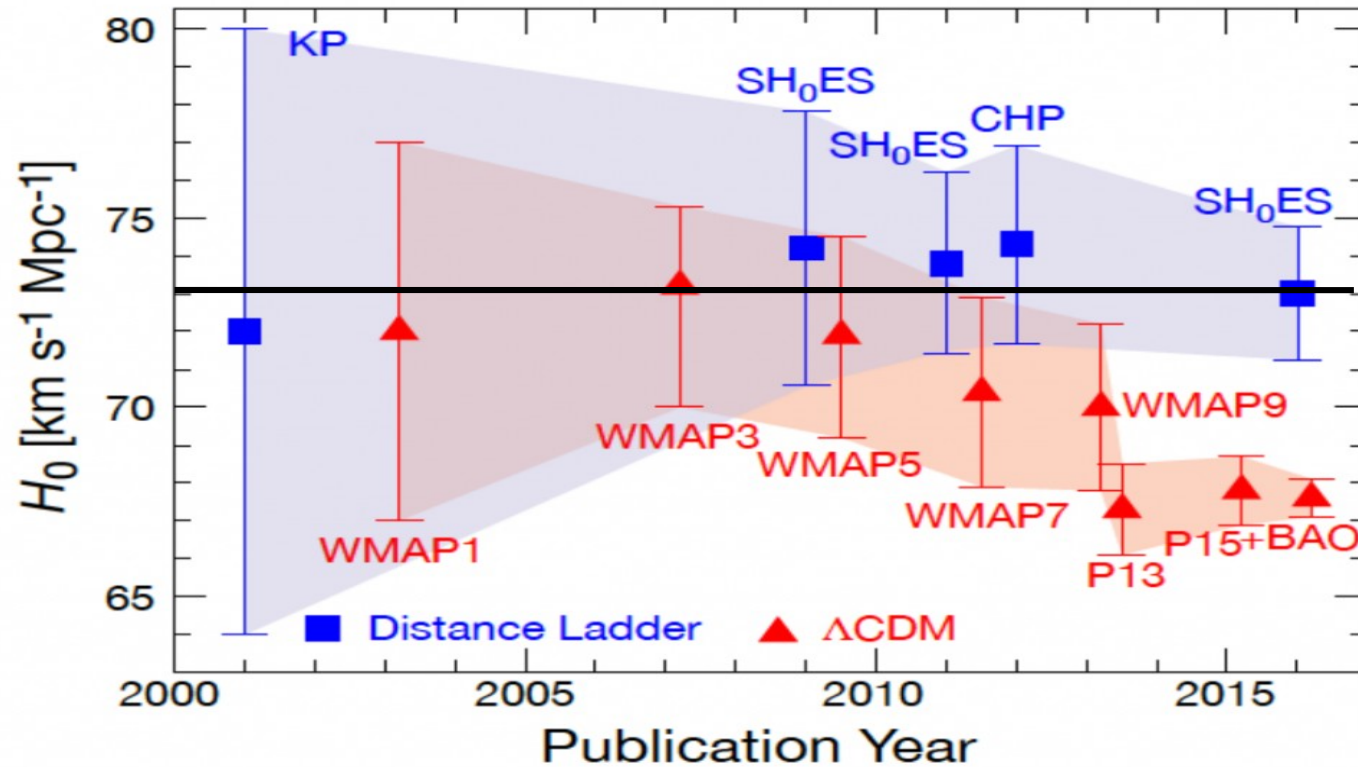 80
KP
SH₀ES
CHP
SH₀ES
SH₀ES
75
70
WMAP9
WMAP3
WMAP5
WMAP7
P15+BAO
WMAP1
P13
65
Distance Ladder
ΛCDM
2000 2005 2010 2015
Publication Year
H₀ [km s⁻¹ Mpc⁻¹]